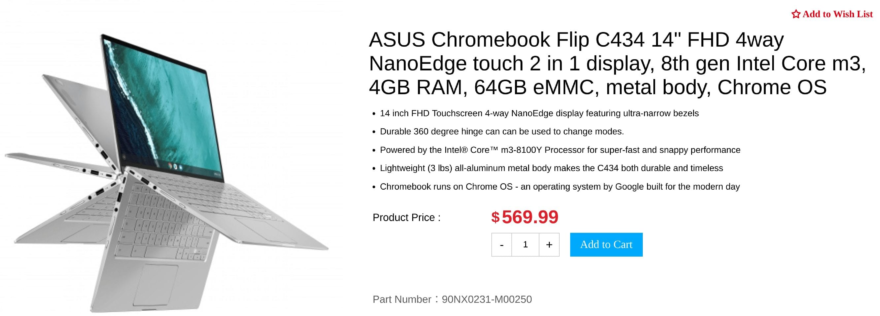 Add to Wish List
ASUS Chromebook Flip C434 14" FHD 4way
NanoEdge touch 2 in 1 display, 8th gen Intel Core m3,
4GB RAM, 64GB eMMC, metal body, Chrome OS
• 14 inch FHD Touchscreen 4-way NanoEdge display featuring ultra-narrow bezels
• Durable 360 degree hinge can can be used to change modes.
• Powered by the Intel® Core™ m3-8100Y Processor for super-fast and snappy performance
• Lightweight (3 lbs) all-aluminum metal body makes the C434 both durable and timeless
• Chromebook runs on Chrome OS - an operating system by Google built for the modern day
Product Price : $569.99
- 1 + Add to Cart
Part Number：90NX0231-M00250